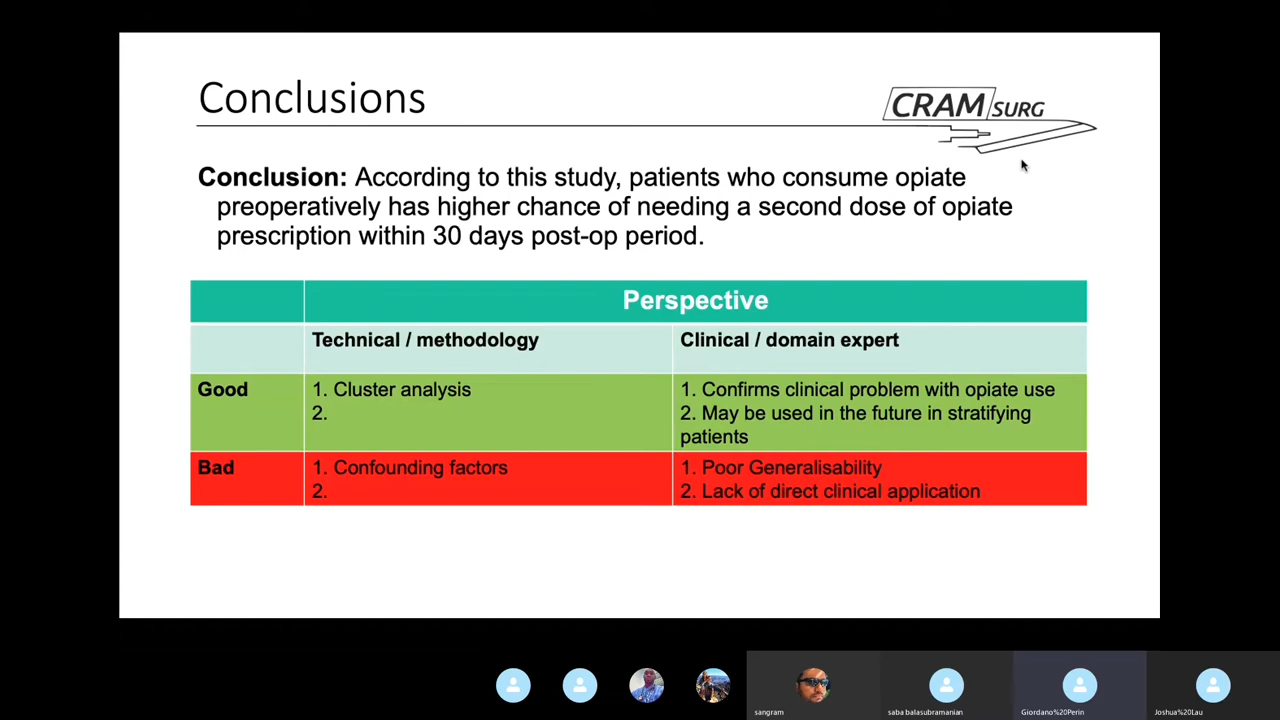 Conclusions
CRAM SURG
Conclusion: According to this study, patients who consume opiate
preoperatively has higher chance of needing a second dose of opiate
prescription within 30 days post-op period.
Perspective
Technical / methodology
Clinical / domain expert
Good
1. Cluster analysis
2.
1. Confirms clinical problem with opiate use
2. May be used in the future in stratifying
patients
Bad
1. Confounding factors
2.
1. Poor Generalisability
2. Lack of direct clinical application
sangram
saba balasubramanian
Giordano%20Perin
Joshua%20Lau